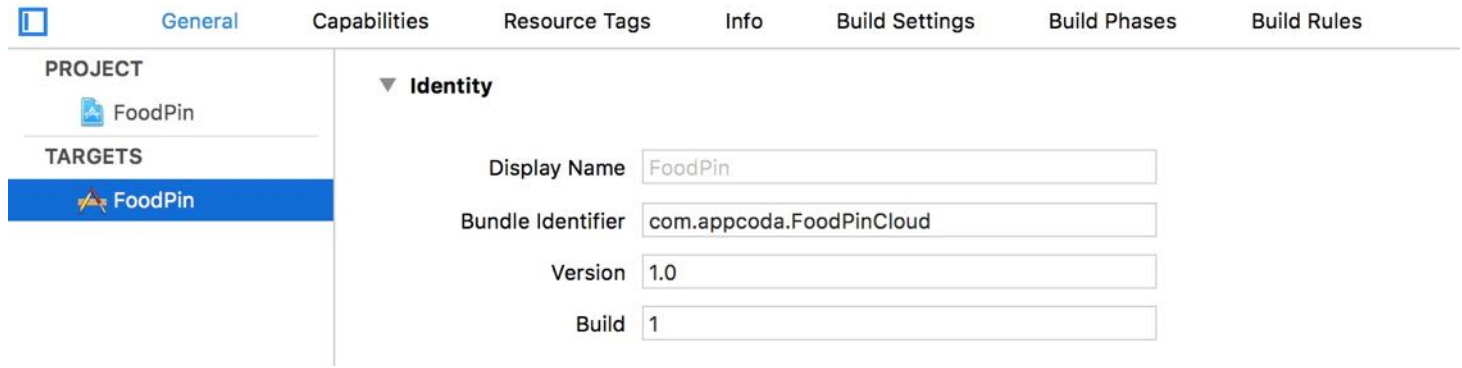 General Capabilities Resource Tags Info Build Settings Build Phases Build Rules
PROJECT
FoodPin
TARGETS
FoodPin
Identity
Display Name FoodPin
Bundle Identifier com.appcoda.FoodPinCloud
Version 1.0
Build 1